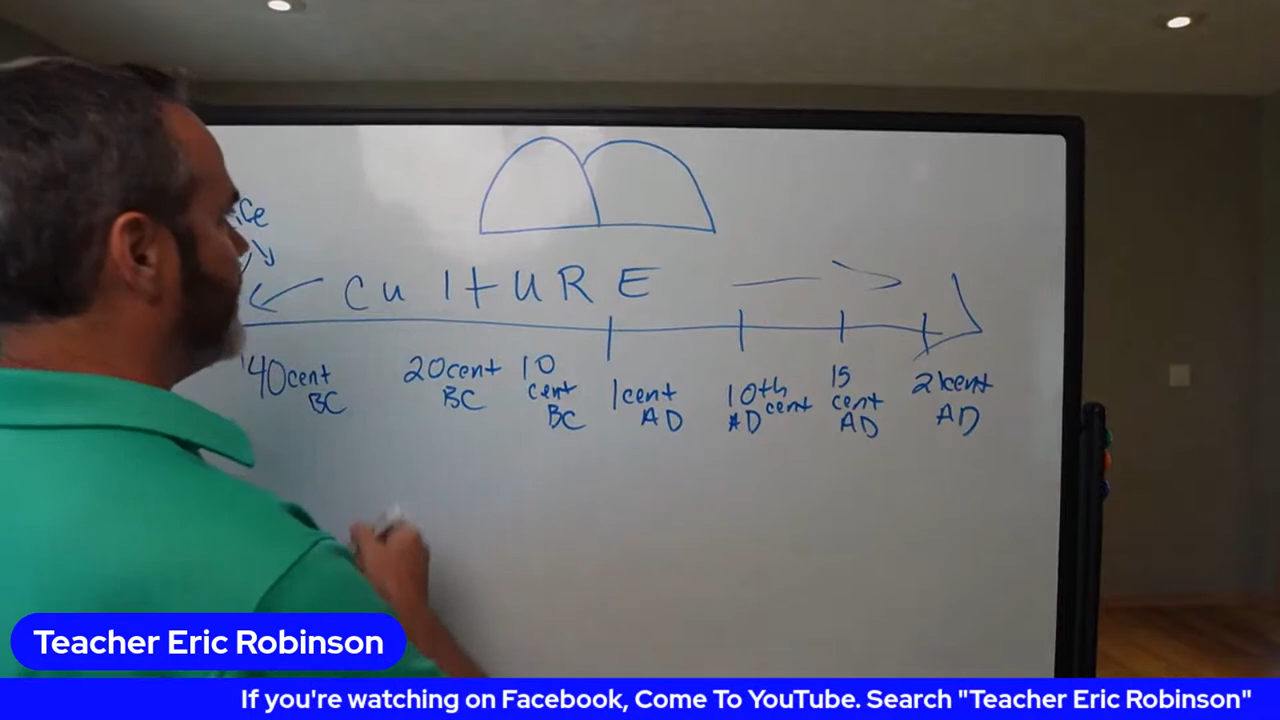 CulTURE
40cent
BC
20cent
BC
10
cent
BC
1cent
AD
10th
cent
AD
15
cent
AD
21cent
AD
Teacher Eric Robinson
If you're watching on Facebook, Come To YouTube. Search "Teacher Eric Robinson"